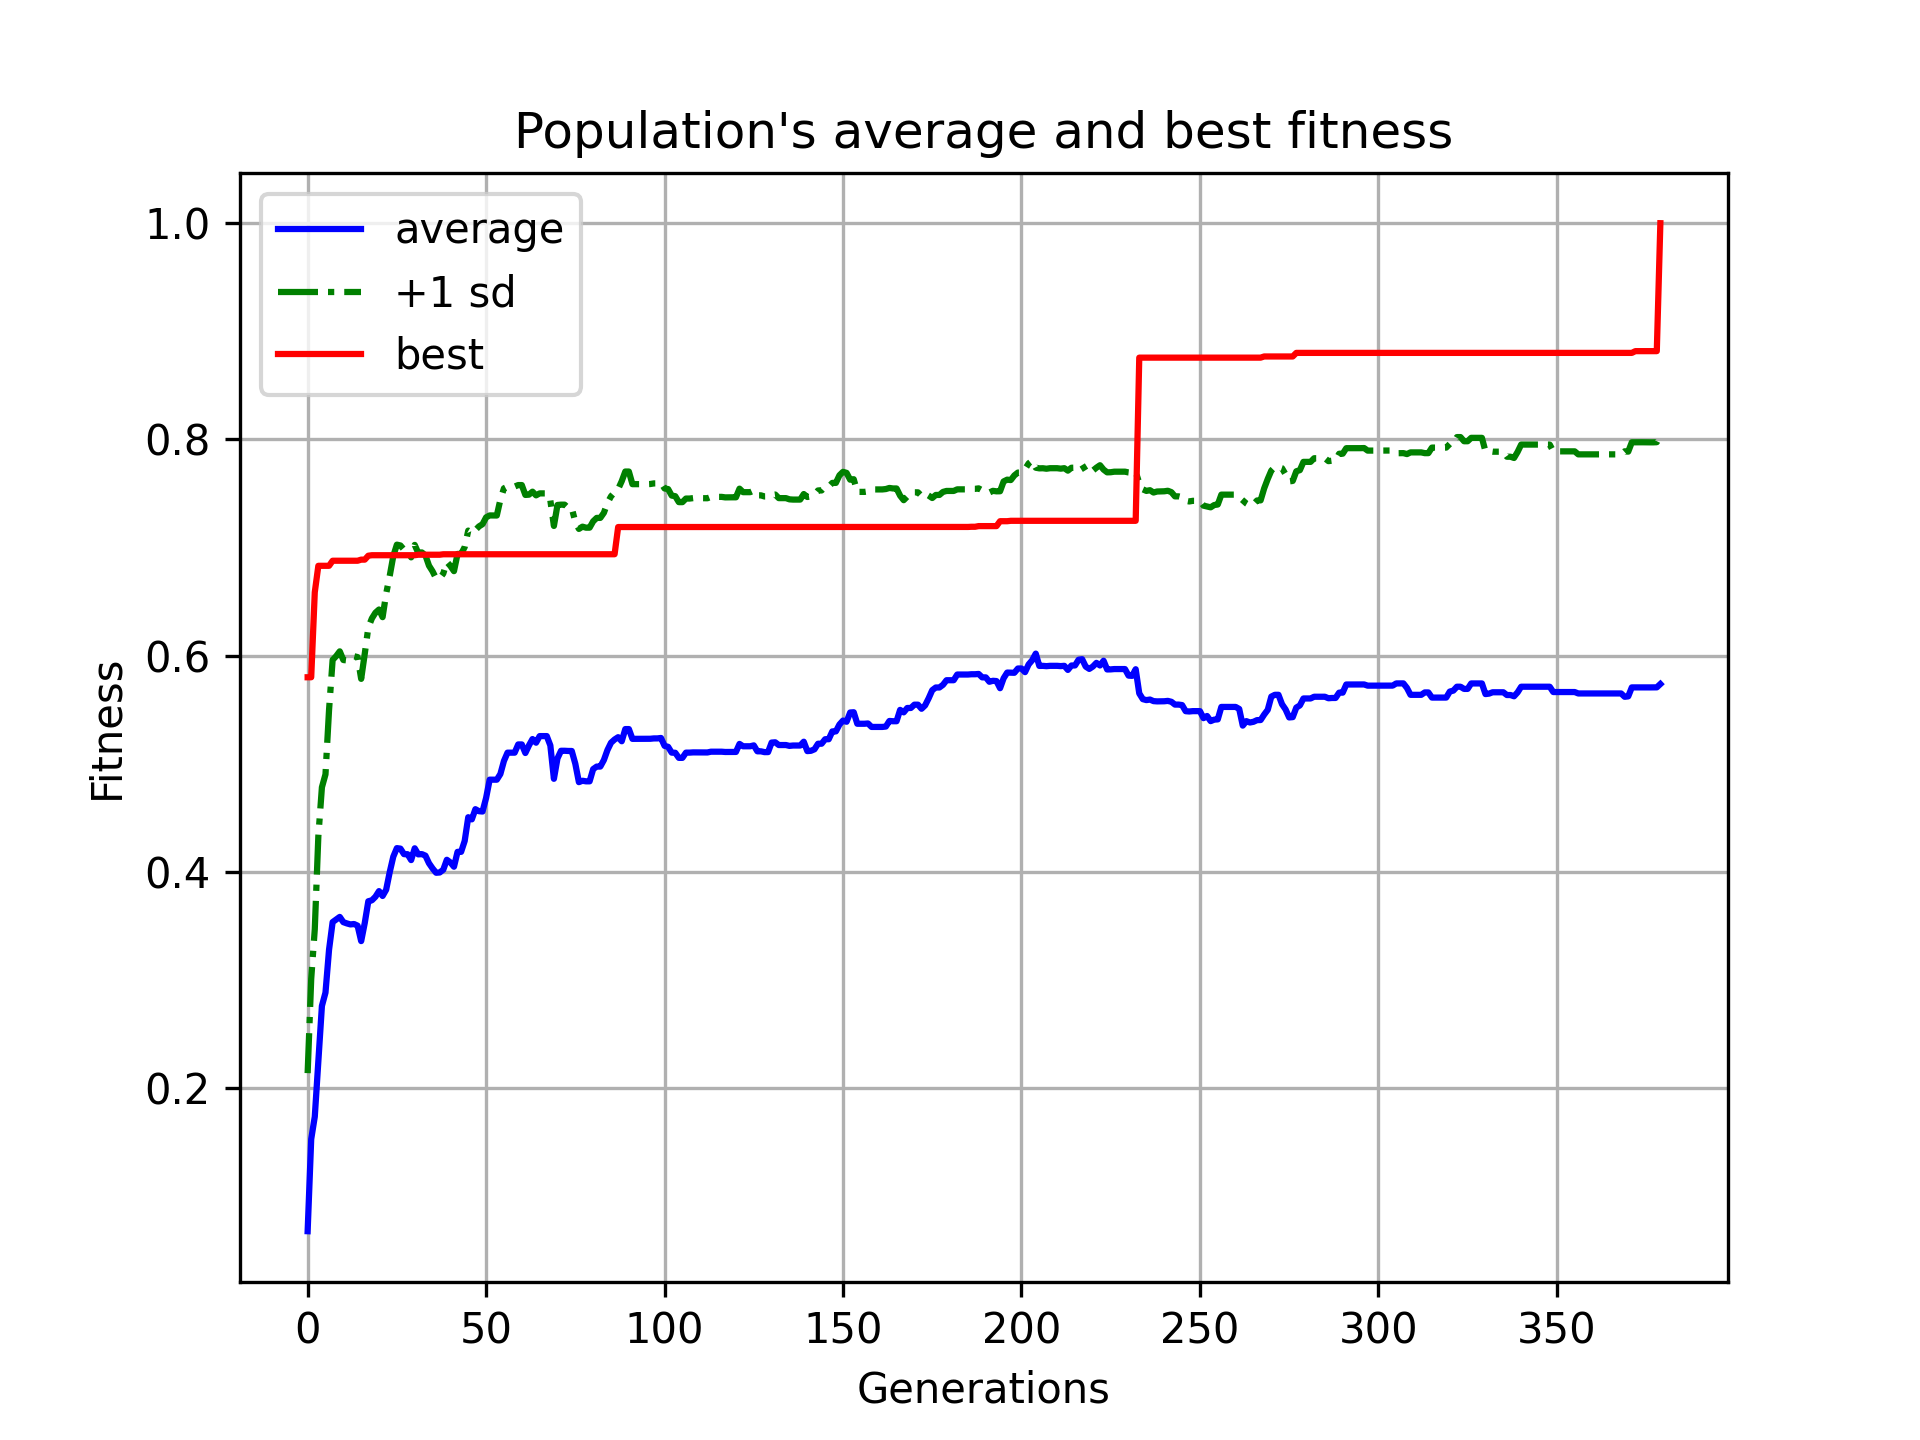 Population's average and best fitness
average
+1 sd
best
1.0
0.8
0.6
0.4
0.2
Fitness
0 50 100 150 200 250 300 350
Generations